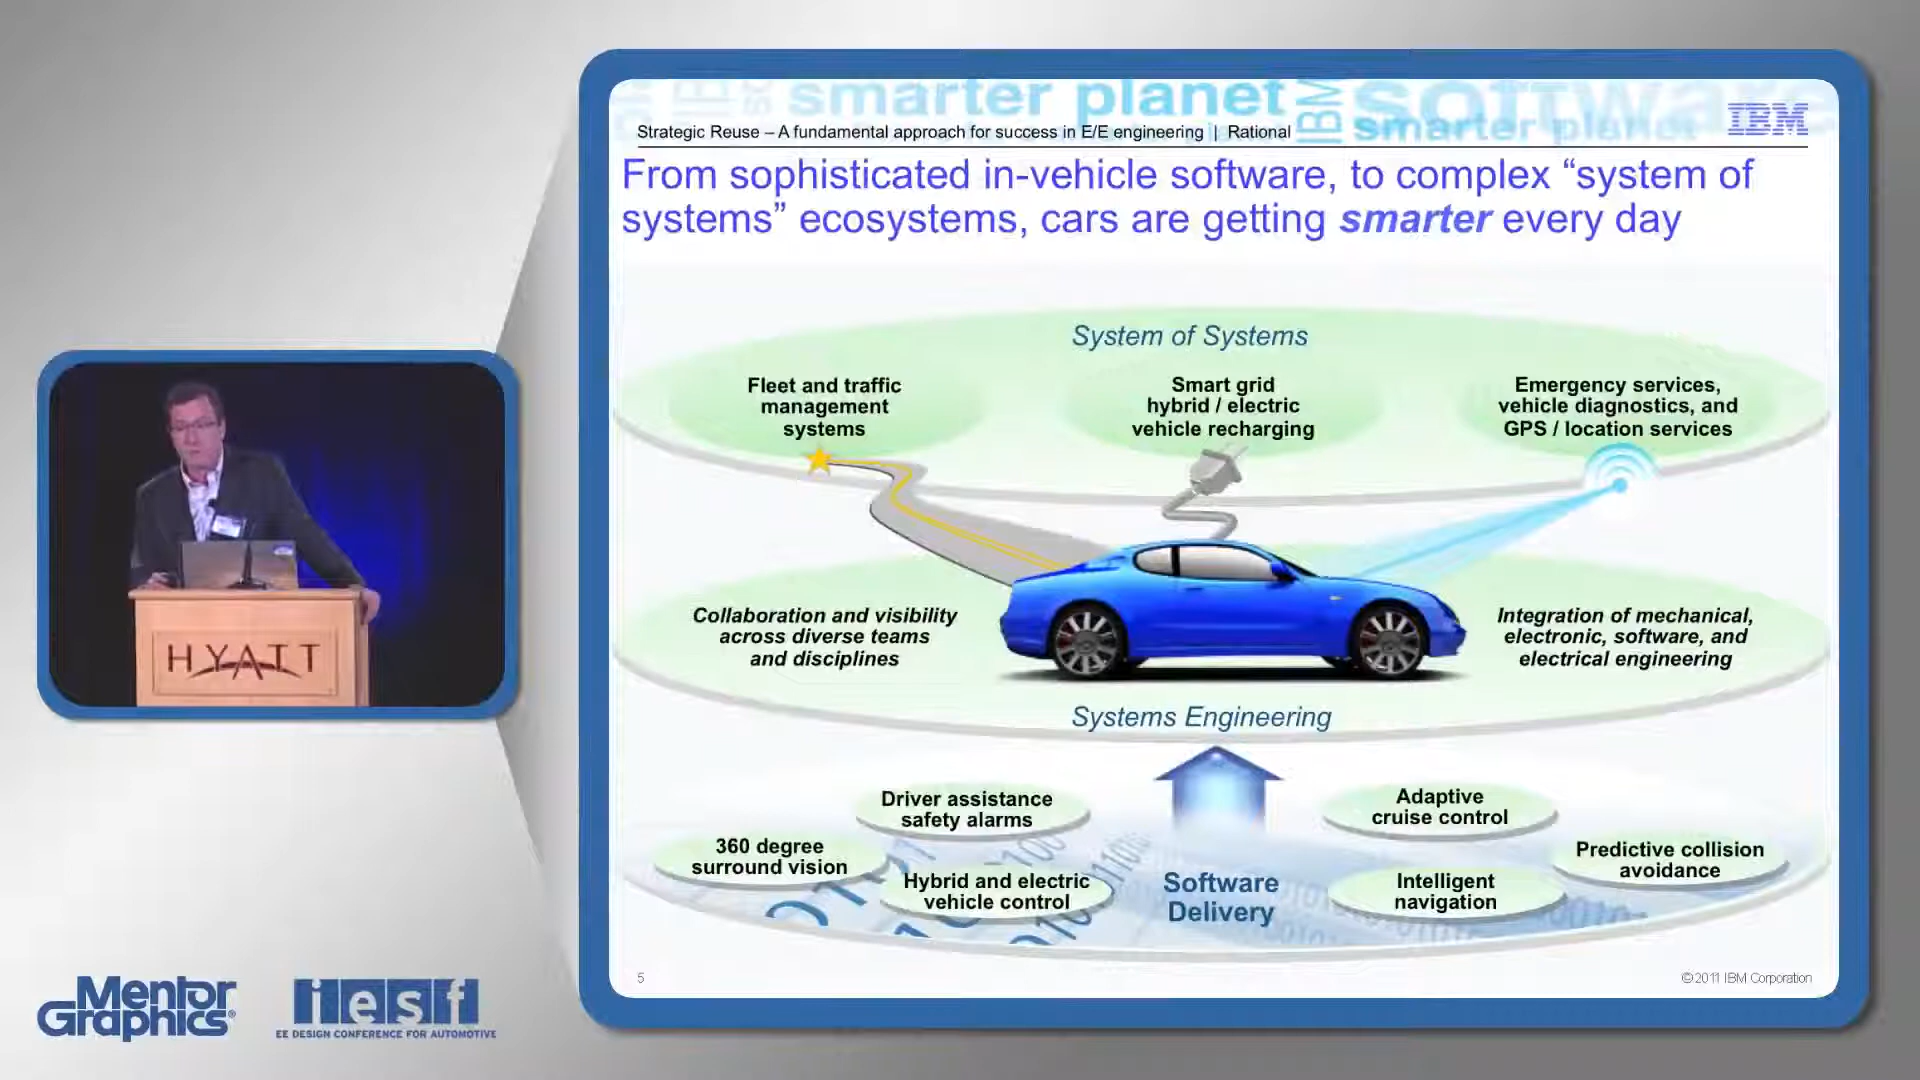 smarter planet
IBM
software
smarter planet
IBM
Strategic Reuse – A fundamental approach for success in E/E engineering | Rational
From sophisticated in-vehicle software, to complex “system of
systems” ecosystems, cars are getting smarter every day
System of Systems
Fleet and traffic
management
systems
Smart grid
hybrid / electric
vehicle recharging
Emergency services,
vehicle diagnostics, and
GPS / location services
Collaboration and visibility
across diverse teams
and disciplines
Integration of mechanical,
electronic, software, and
electrical engineering
Systems Engineering
Driver assistance
safety alarms
Adaptive
cruise control
360 degree
surround vision
Predictive collision
avoidance
Hybrid and electric
vehicle control
Software
Delivery
Intelligent
navigation
5
© 2011 IBM Corporation
HYATT
Mentor
Graphics®
iesf
EE DESIGN CONFERENCE FOR AUTOMOTIVE